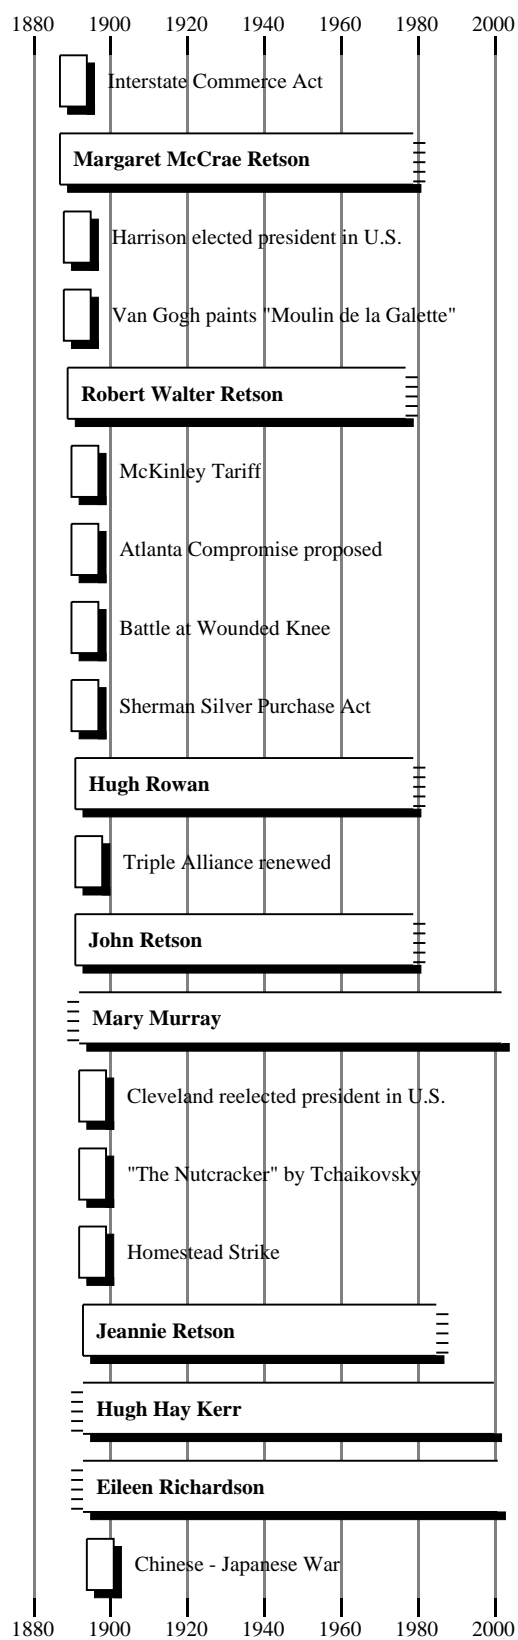 1880 1900 1920 1940 1960 1980 2000
Interstate Commerce Act
Margaret McCrae Retson
Harrison elected president in U.S.
Van Gogh paints "Moulin de la Galette"
Robert Walter Retson
McKinley Tariff
Atlanta Compromise proposed
Battle at Wounded Knee
Sherman Silver Purchase Act
Hugh Rowan
Triple Alliance renewed
John Retson
Mary Murray
Cleveland reelected president in U.S.
"The Nutcracker" by Tchaikovsky
Homestead Strike
Jeannie Retson
Hugh Hay Kerr
Eileen Richardson
Chinese - Japanese War
1880 1900 1920 1940 1960 1980 2000